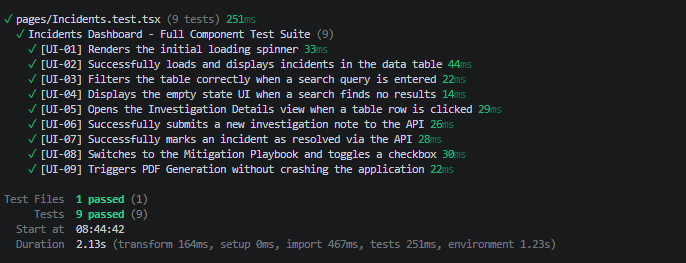 ✓ pages/Incidents.test.tsx (9 tests) 251ms
✓ Incidents Dashboard - Full Component Test Suite (9)
✓ [UI-01] Renders the initial loading spinner 33ms
✓ [UI-02] Successfully loads and displays incidents in the data table 44ms
✓ [UI-03] Filters the table correctly when a search query is entered 22ms
✓ [UI-04] Displays the empty state UI when a search finds no results 14ms
✓ [UI-05] Opens the Investigation Details view when a table row is clicked 29ms
✓ [UI-06] Successfully submits a new investigation note to the API 26ms
✓ [UI-07] Successfully marks an incident as resolved via the API 28ms
✓ [UI-08] Switches to the Mitigation Playbook and toggles a checkbox 30ms
✓ [UI-09] Triggers PDF Generation without crashing the application 22ms
Test Files 1 passed (1)
Tests 9 passed (9)
Start at 08:44:42
Duration 2.13s (transform 164ms, setup 0ms, import 467ms, tests 251ms, environment 1.23s)